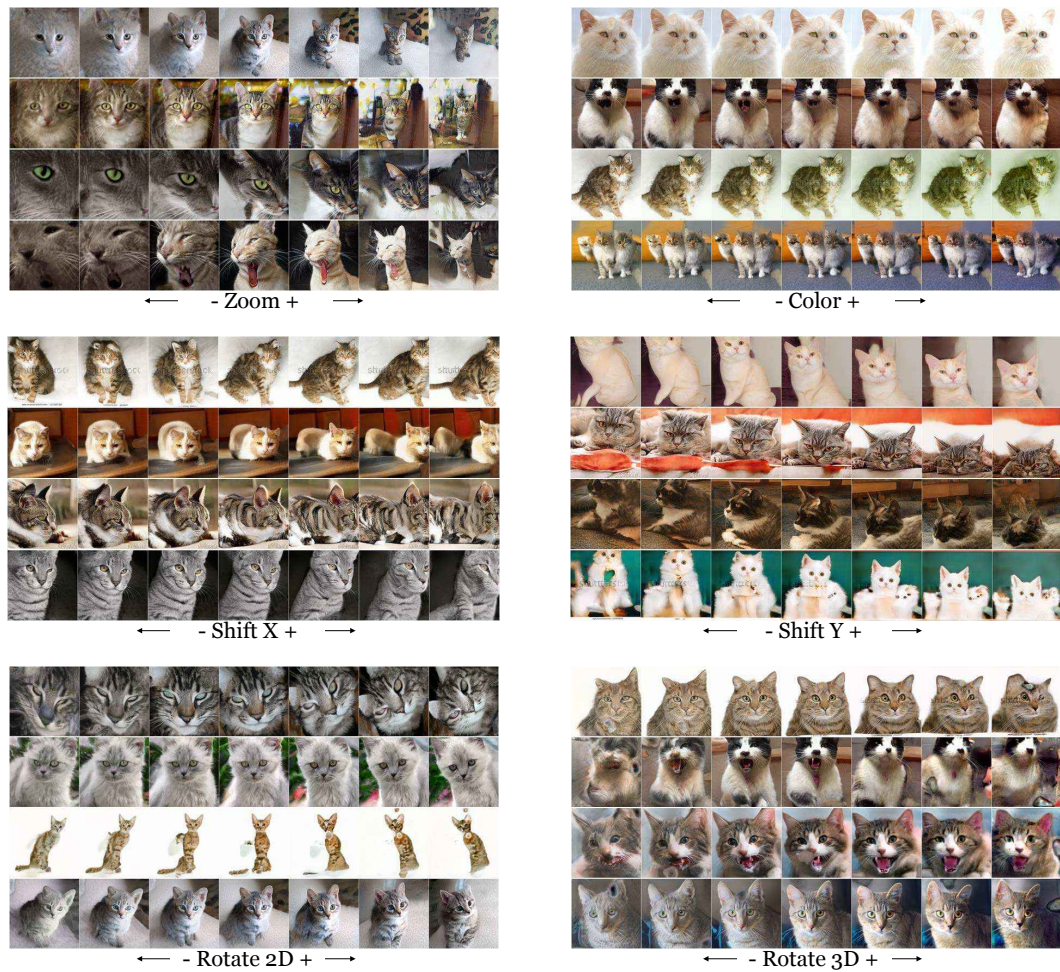 - Zoom +
- Color +
- Shift X +
- Shift Y +
- Rotate 2D +
- Rotate 3D +